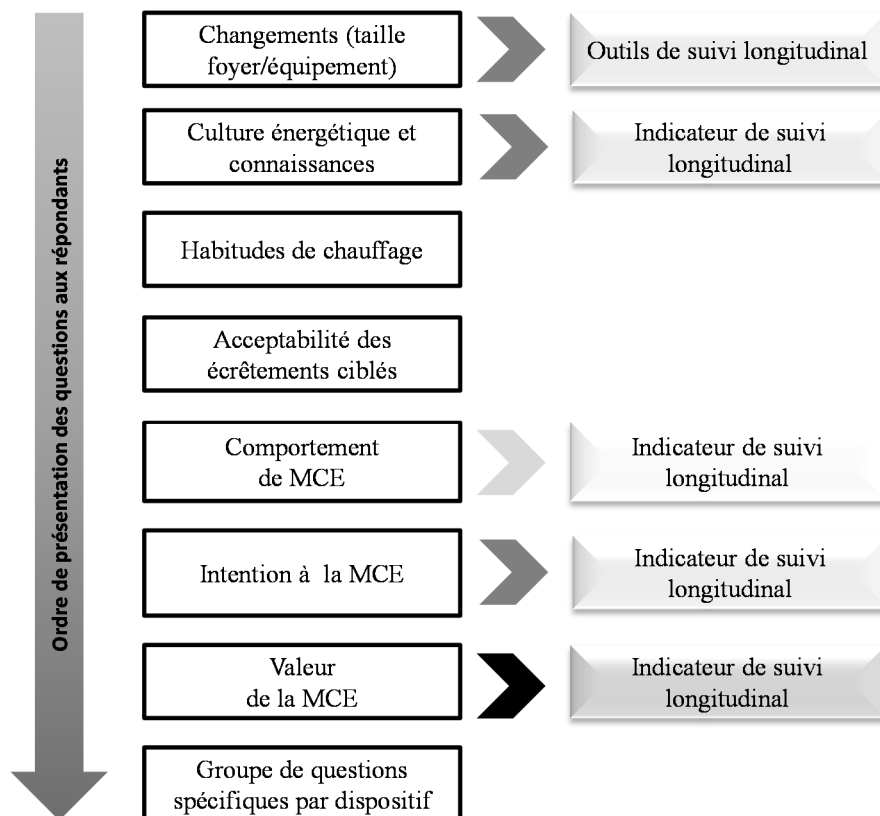 Ordre de présentation des questions aux répondants
Changements (taille
foyer/équipement)
Outils de suivi longitudinal
Culture énergétique et
connaissances
Indicateur de suivi
longitudinal
Habitudes de chauffage
Acceptabilité des
écrêtements ciblés
Comportement
de MCE
Indicateur de suivi
longitudinal
Intention à la MCE
Indicateur de suivi
longitudinal
Valeur
de la MCE
Indicateur de suivi
longitudinal
Groupe de questions
spécifiques par dispositif